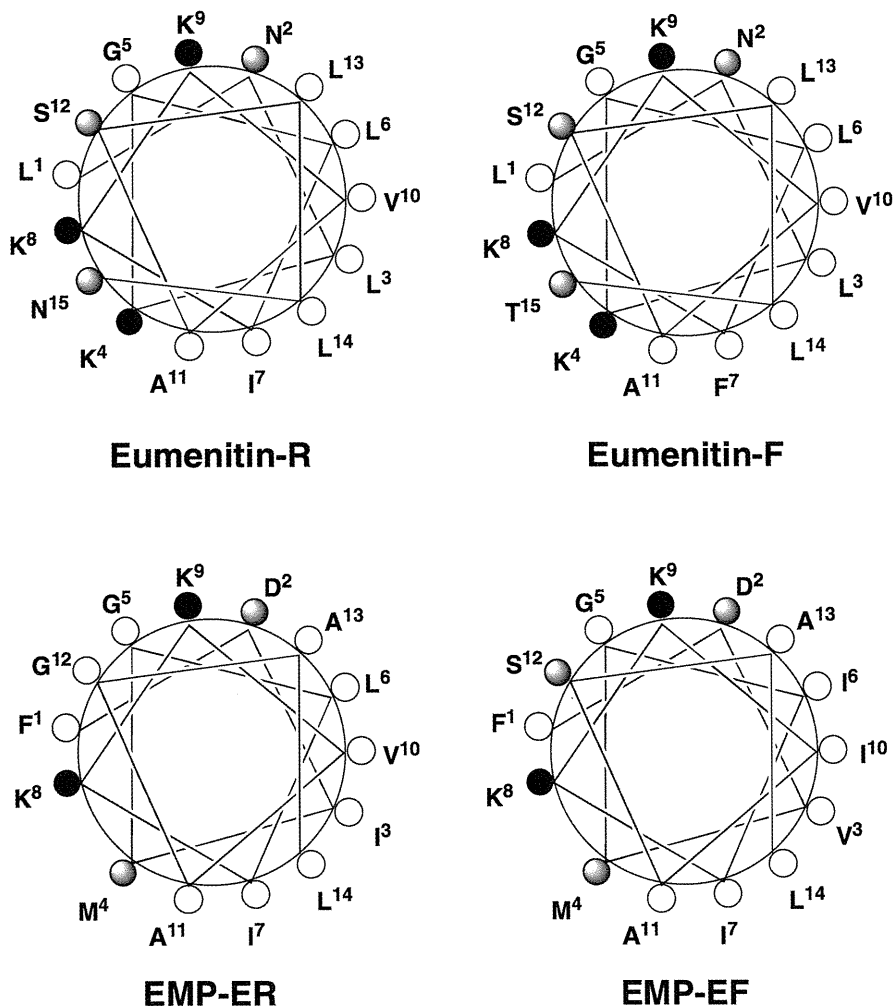 K⁹
N²
G⁵
L¹³
S¹²
L⁶
L¹
V¹⁰
K⁸
L³
N¹⁵
L¹⁴
K⁴
A¹¹
I⁷
Eumenitin-R
K⁹
N²
G⁵
L¹³
S¹²
L⁶
L¹
V¹⁰
K⁸
L³
T¹⁵
L¹⁴
K⁴
A¹¹
F⁷
Eumenitin-F
K⁹
D²
G⁵
A¹³
G¹²
L⁶
F¹
V¹⁰
K⁸
I³
M⁴
L¹⁴
A¹¹
I⁷
EMP-ER
K⁹
D²
G⁵
A¹³
S¹²
I⁶
F¹
I¹⁰
K�8
V³
M⁴
L¹⁴
A¹¹
I⁷
EMP-EF